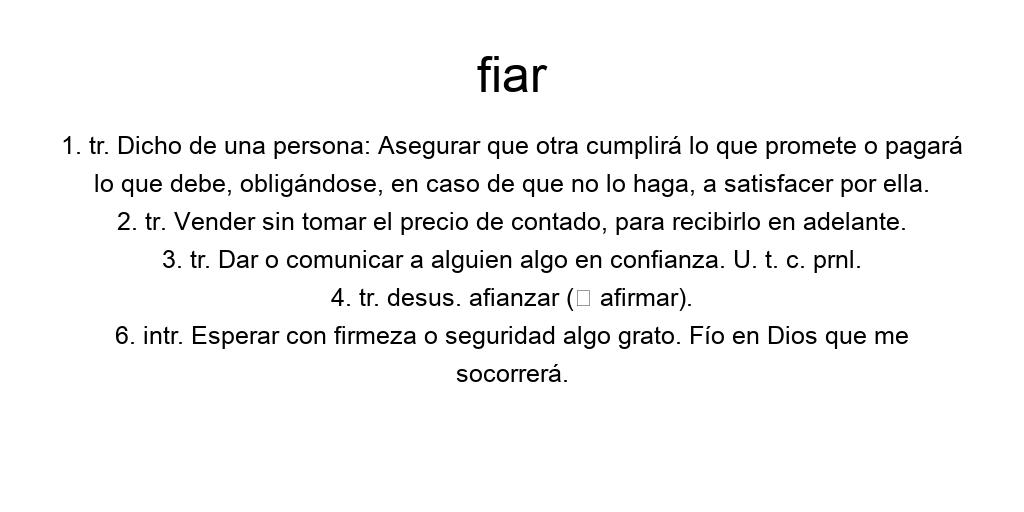 fiar
1. tr. Dicho de una persona: Asegurar que otra cumplirá lo que promete o pagará
lo que debe, obligándose, en caso de que no lo haga, a satisfacer por ella.
2. tr. Vender sin tomar el precio de contado, para recibirlo en adelante.
3. tr. Dar o comunicar a alguien algo en confianza. U. t. c. prnl.
4. tr. desus. afianzar (□ afirmar).
6. intr. Esperar con firmeza o seguridad algo grato. Fío en Dios que me
socorrerá.